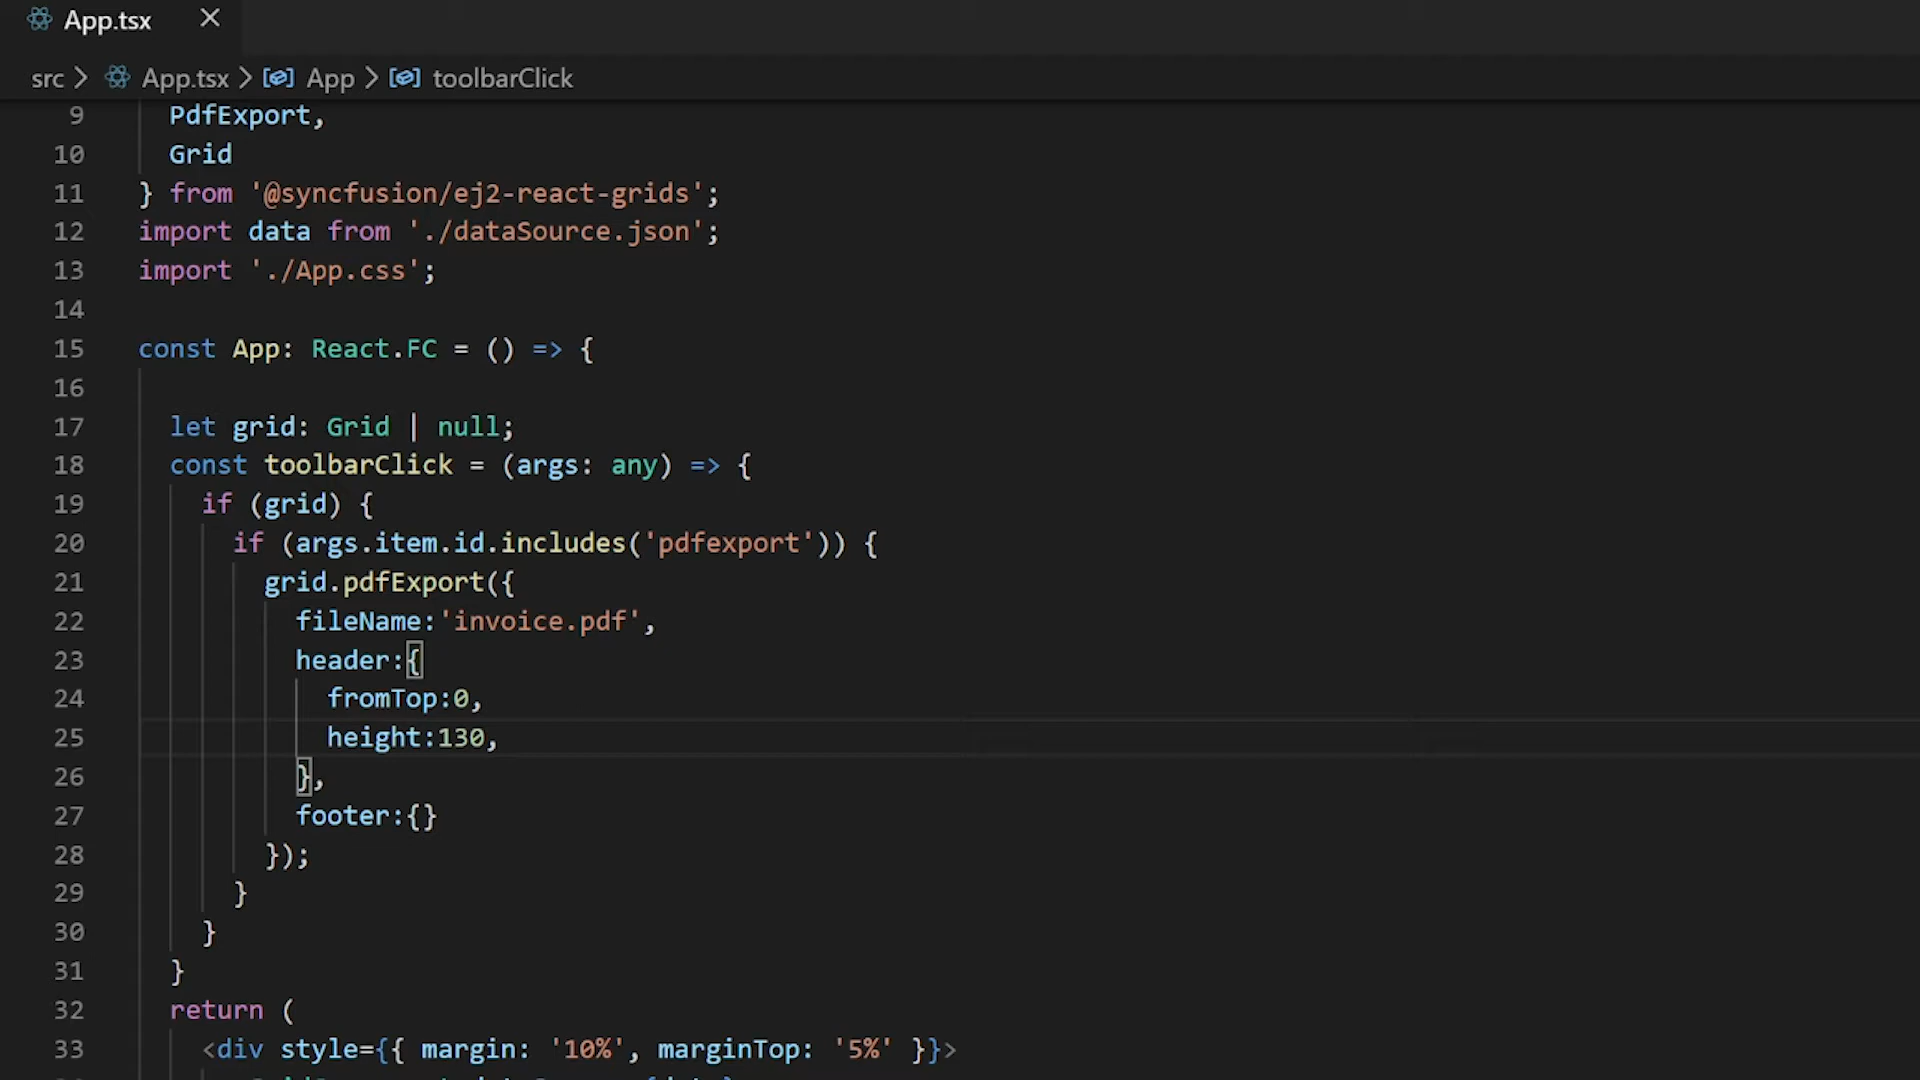 App.tsx
src > App.tsx > App > toolbarClick
9 PdfExport,
10 Grid
11 } from '@syncfusion/ej2-react-grids';
12 import data from './dataSource.json';
13 import './App.css';
14
15 const App: React.FC = () => {
16
17 let grid: Grid | null;
18 const toolbarClick = (args: any) => {
19 if (grid) {
20 if (args.item.id.includes('pdfexport')) {
21 grid.pdfExport({
22 fileName:'invoice.pdf',
23 header:{
24 fromTop:0,
25 height:130,
26 },
27 footer:{}
28 });
29 }
30 }
31 }
32 return (
33 <div style={{ margin: '10%', marginTop: '5%' }}>